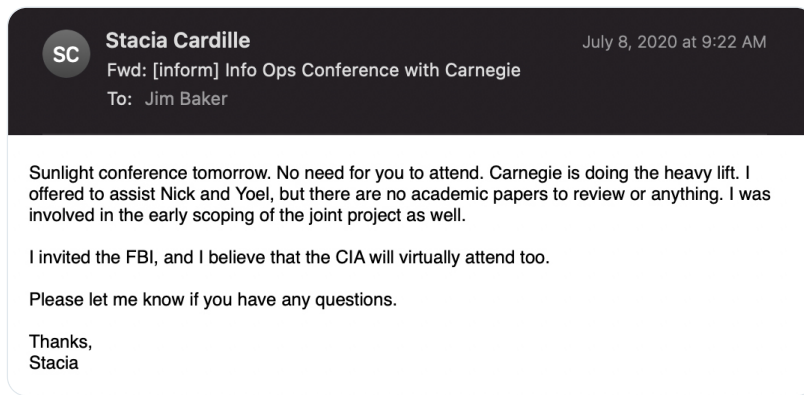 SC
Stacia Cardille
July 8, 2020 at 9:22 AM
Fwd: [inform] Info Ops Conference with Carnegie
To: Jim Baker
Sunlight conference tomorrow. No need for you to attend. Carnegie is doing the heavy lift. I
offered to assist Nick and Yoel, but there are no academic papers to review or anything. I was
involved in the early scoping of the joint project as well.
I invited the FBI, and I believe that the CIA will virtually attend too.
Please let me know if you have any questions.
Thanks,
Stacia